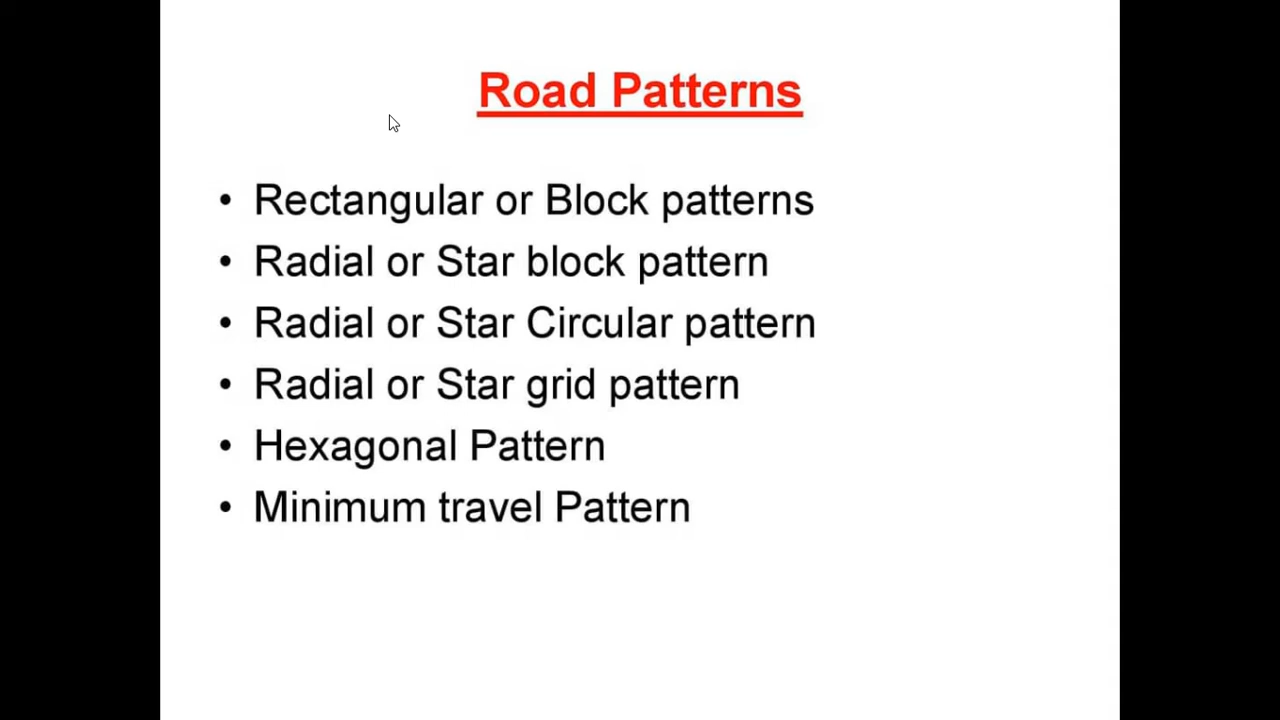 Road Patterns
• Rectangular or Block patterns
• Radial or Star block pattern
• Radial or Star Circular pattern
• Radial or Star grid pattern
• Hexagonal Pattern
• Minimum travel Pattern